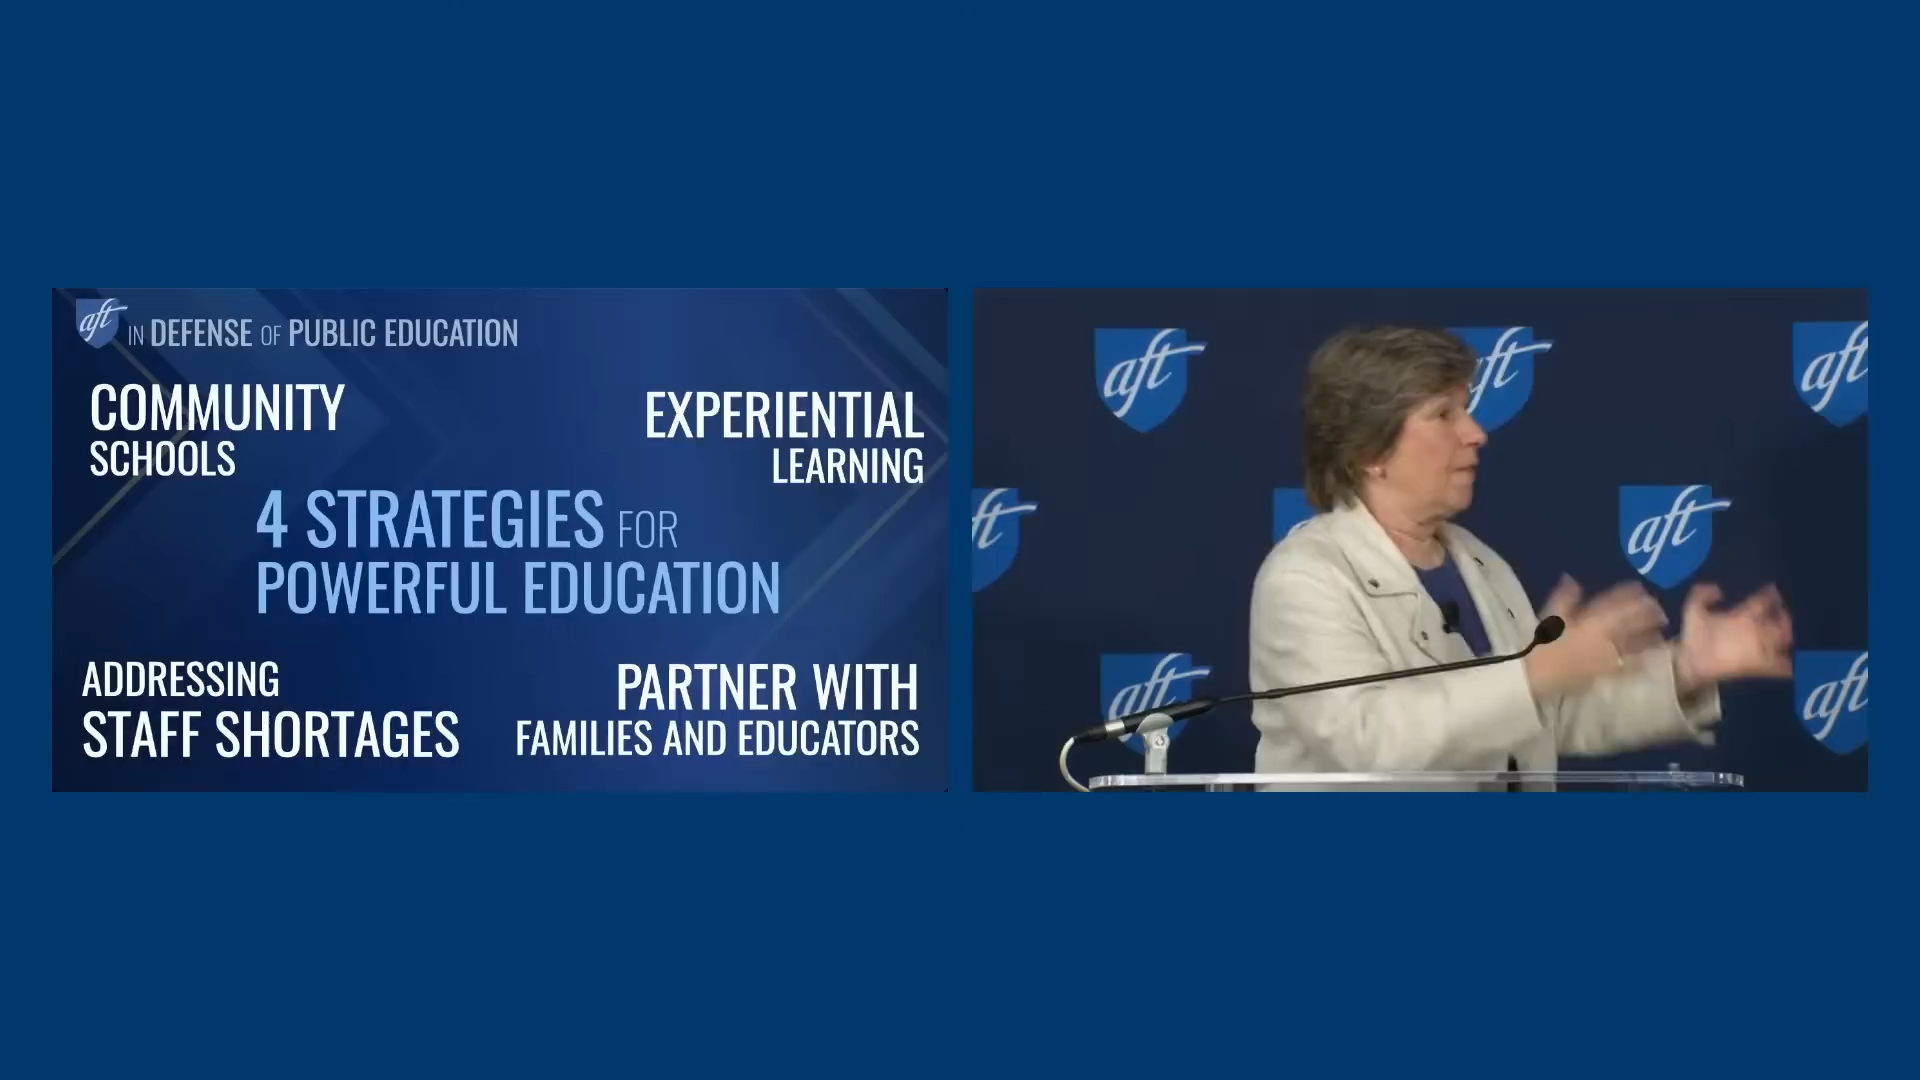 aft IN DEFENSE OF PUBLIC EDUCATION
COMMUNITY
SCHOOLS
EXPERIENTIAL
LEARNING
4 STRATEGIES FOR
POWERFUL EDUCATION
ADDRESSING
STAFF SHORTAGES
PARTNER WITH
FAMILIES AND EDUCATORS
aft
aft
aft
aft
aft
aft
aft